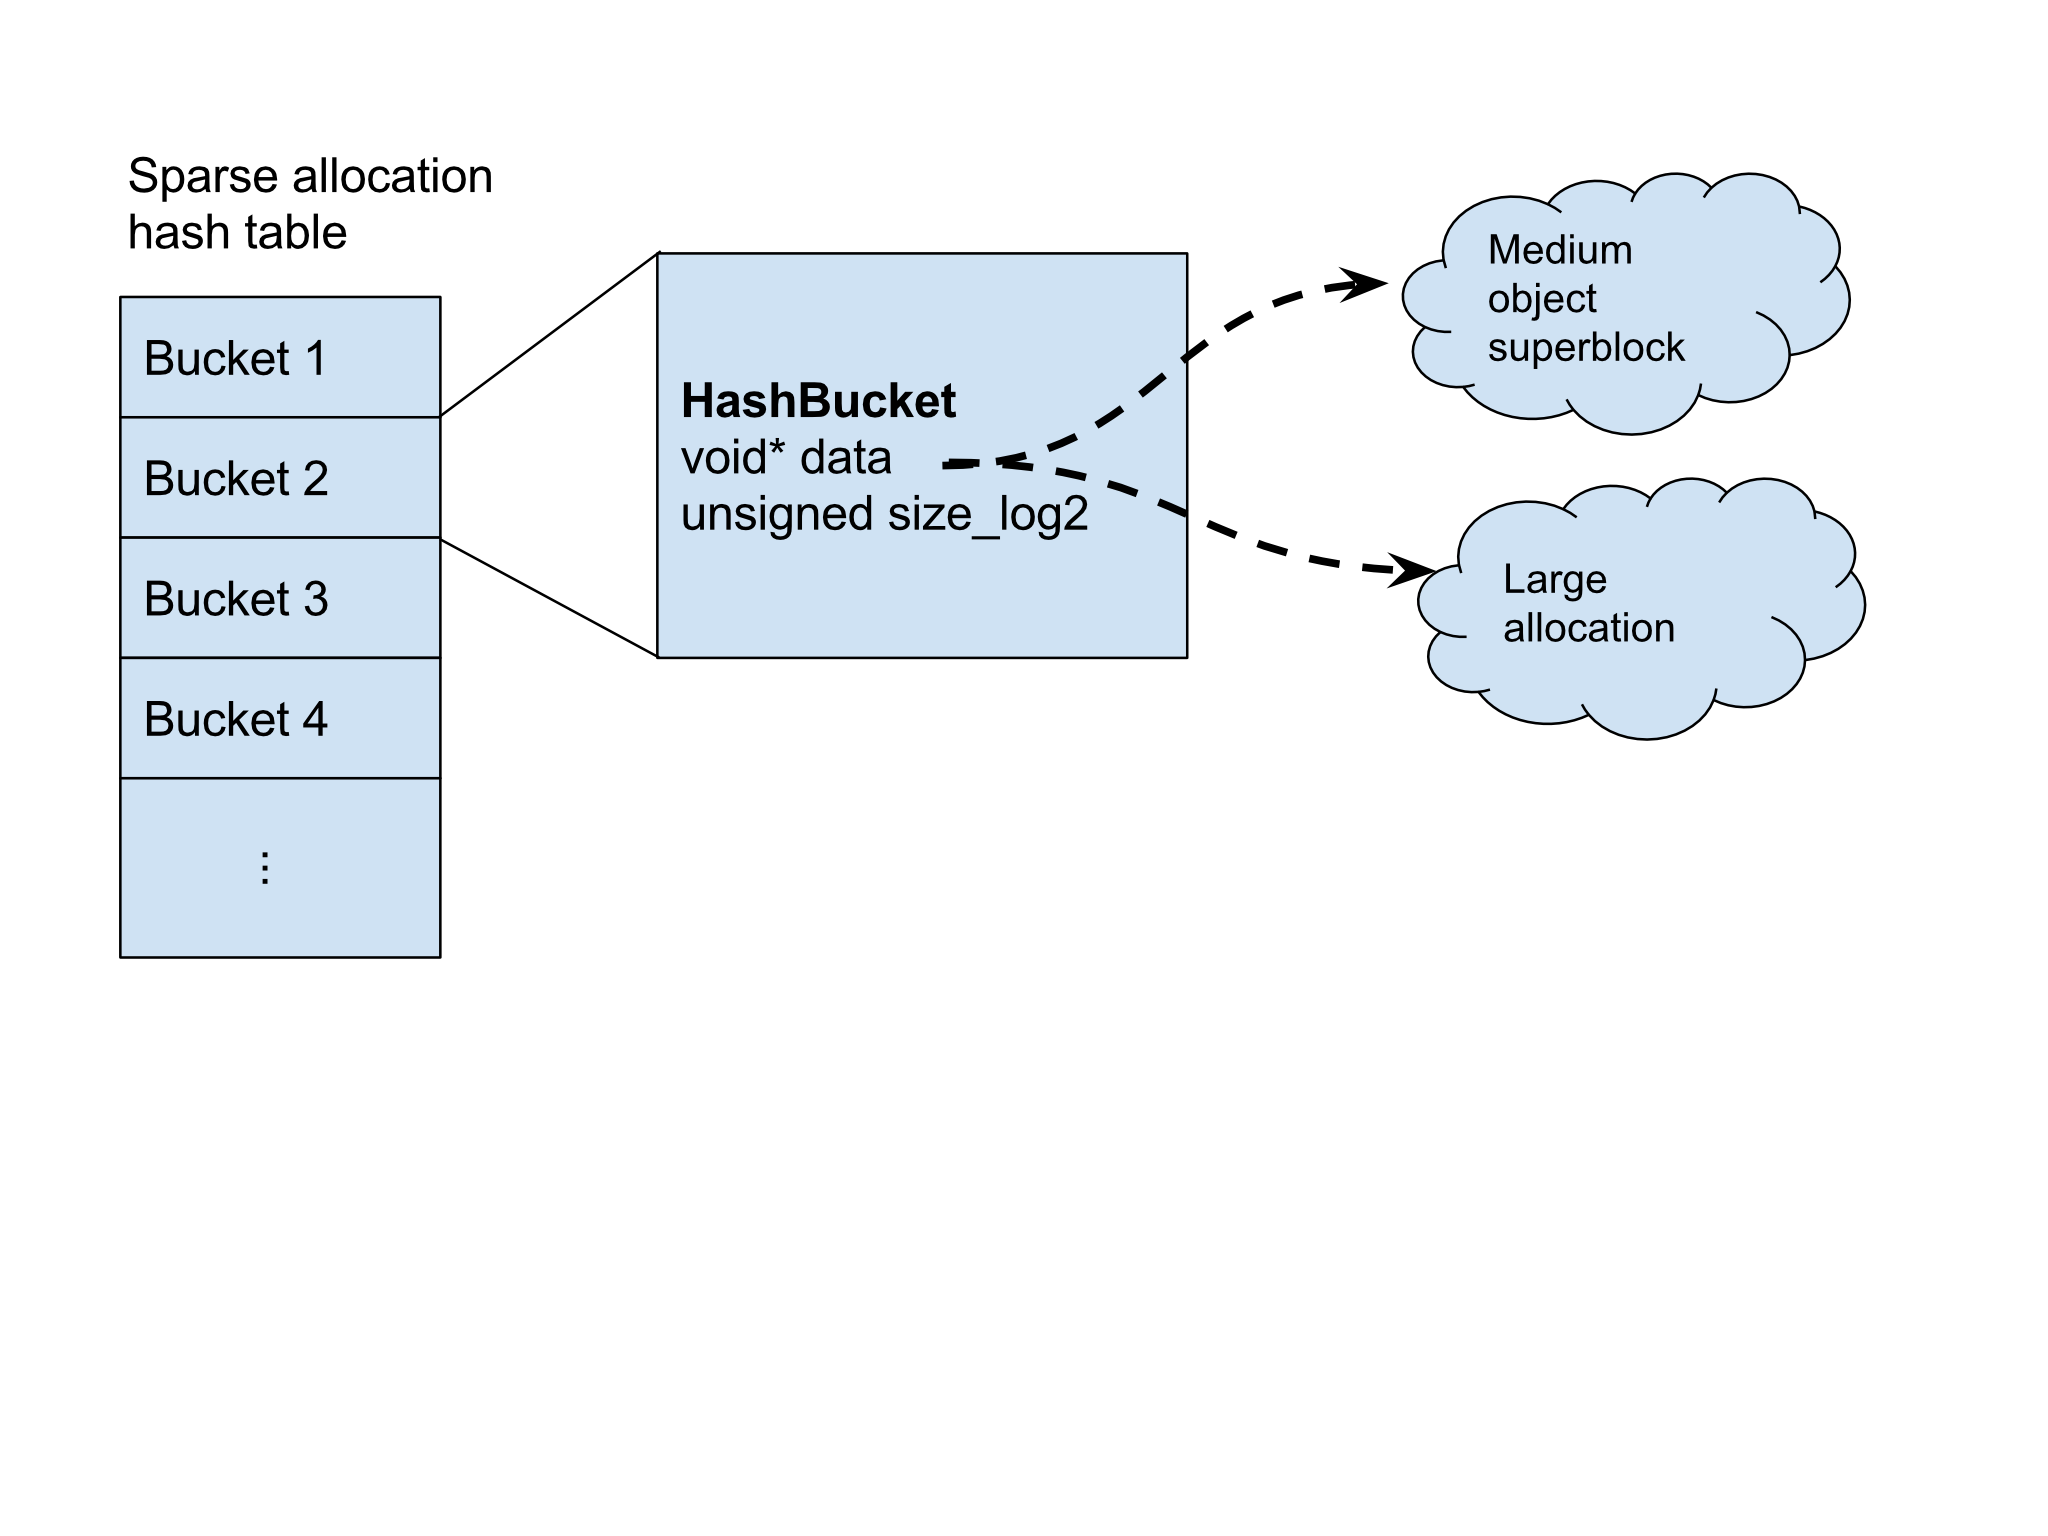 Sparse allocation
hash table
Bucket 1
Bucket 2
Bucket 3
Bucket 4
...
HashBucket
void* data
unsigned size_log2
Medium
object
superblock
Large
allocation